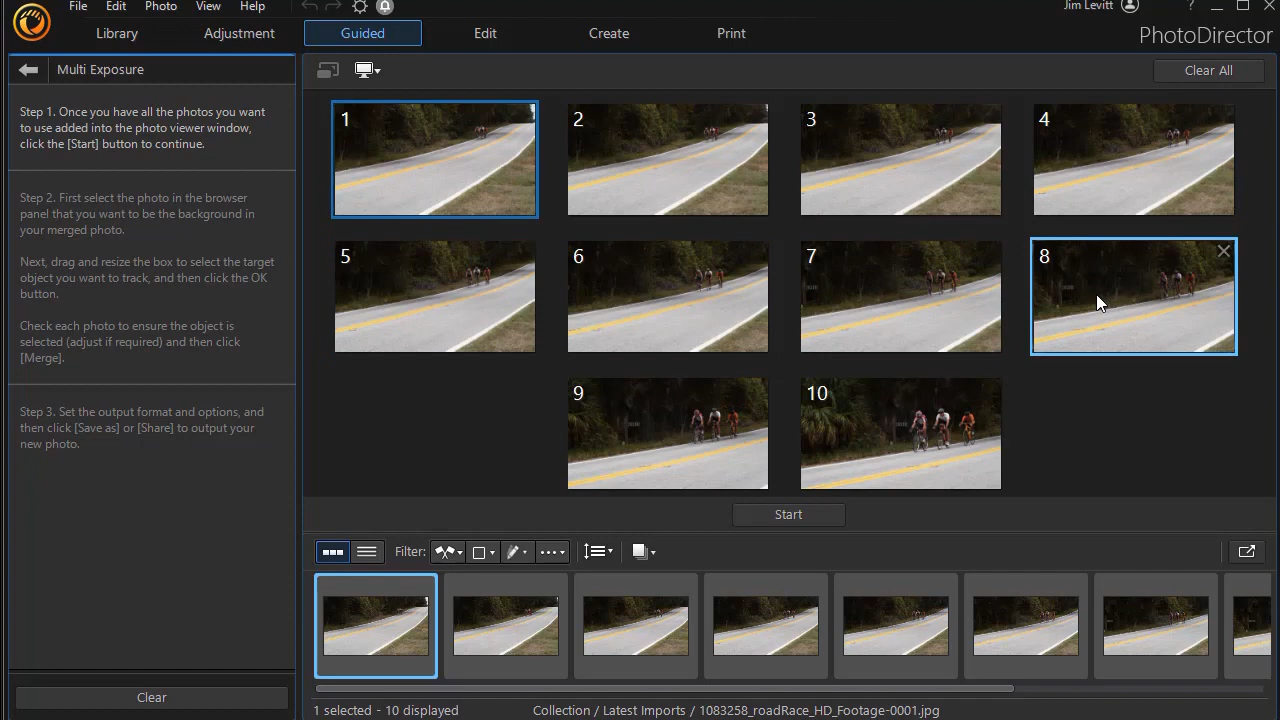 File Edit Photo View Help
Jim Levitt ?
Library Adjustment Guided Edit Create Print
PhotoDirector
Multi Exposure
Clear All
Step 1. Once you have all the photos you want
to use added into the photo viewer window,
click the [Start] button to continue.
Step 2. First select the photo in the browser
panel that you want to be the background in
your merged photo.
Next, drag and resize the box to select the target
object you want to track, and then click the OK
button.
Check each photo to ensure the object is
selected (adjust if required) and then click
[Merge].
Step 3. Set the output format and options, and
then click [Save as] or [Share] to output your
new photo.
Clear
1 2 3 4
5 6 7 8
9 10
Start
Filter:
1 selected - 10 displayed
Collection / Latest Imports / 1083258_roadRace_HD_Footage-0001.jpg